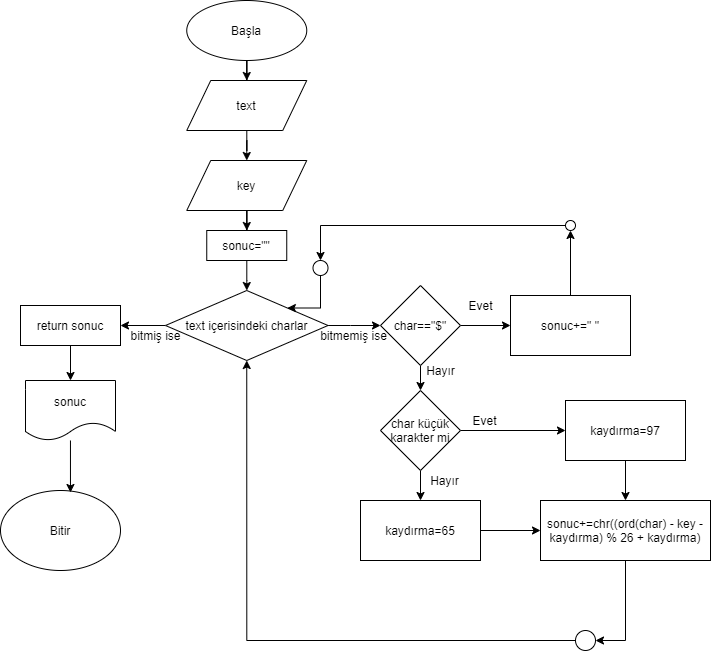 Başla
text
key
sonuc=""
text içerisindeki charlar
bitmiş ise
return sonuc
sonuc
Bitir
bitmemiş ise
char=="$"
Evet
sonuc+=" "
Hayır
char küçük
karakter mi
Evet
kaydırma=97
Hayır
kaydırma=65
sonuc+=chr((ord(char) - key -
kaydırma) % 26 + kaydırma)